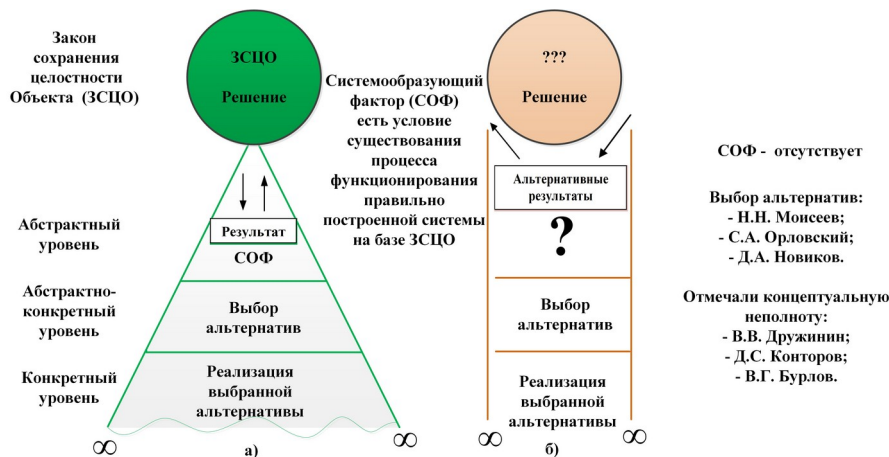 Закон
сохранения
целостности
Объекта (ЗСЦО)
Абстрактный
уровень
Абстрактно-
конкретный
уровень
Конкретный
уровень
ЗСЦО
Решение
Результат
СОФ
Выбор
альтернатив
Реализация
выбранной
альтернативы
∞
∞
а)
Системообразующий
фактор (СОФ)
есть условие
существования
процесса
функционирования
правильно
построенной системы
на базе ЗСЦО
???
Решение
Альтернативные
результаты
?
Выбор
альтернатив
Реализация
выбранной
альтернативы
∞
∞
б)
СОФ - отсутствует
Выбор альтернатив:
- Н.Н. Моисеев;
- С.А. Орловский;
- Д.А. Новиков.
Отмечали концептуальную
неполноту:
- В.В. Дружинин;
- Д.С. Конторов;
- В.Г. Бурлов.